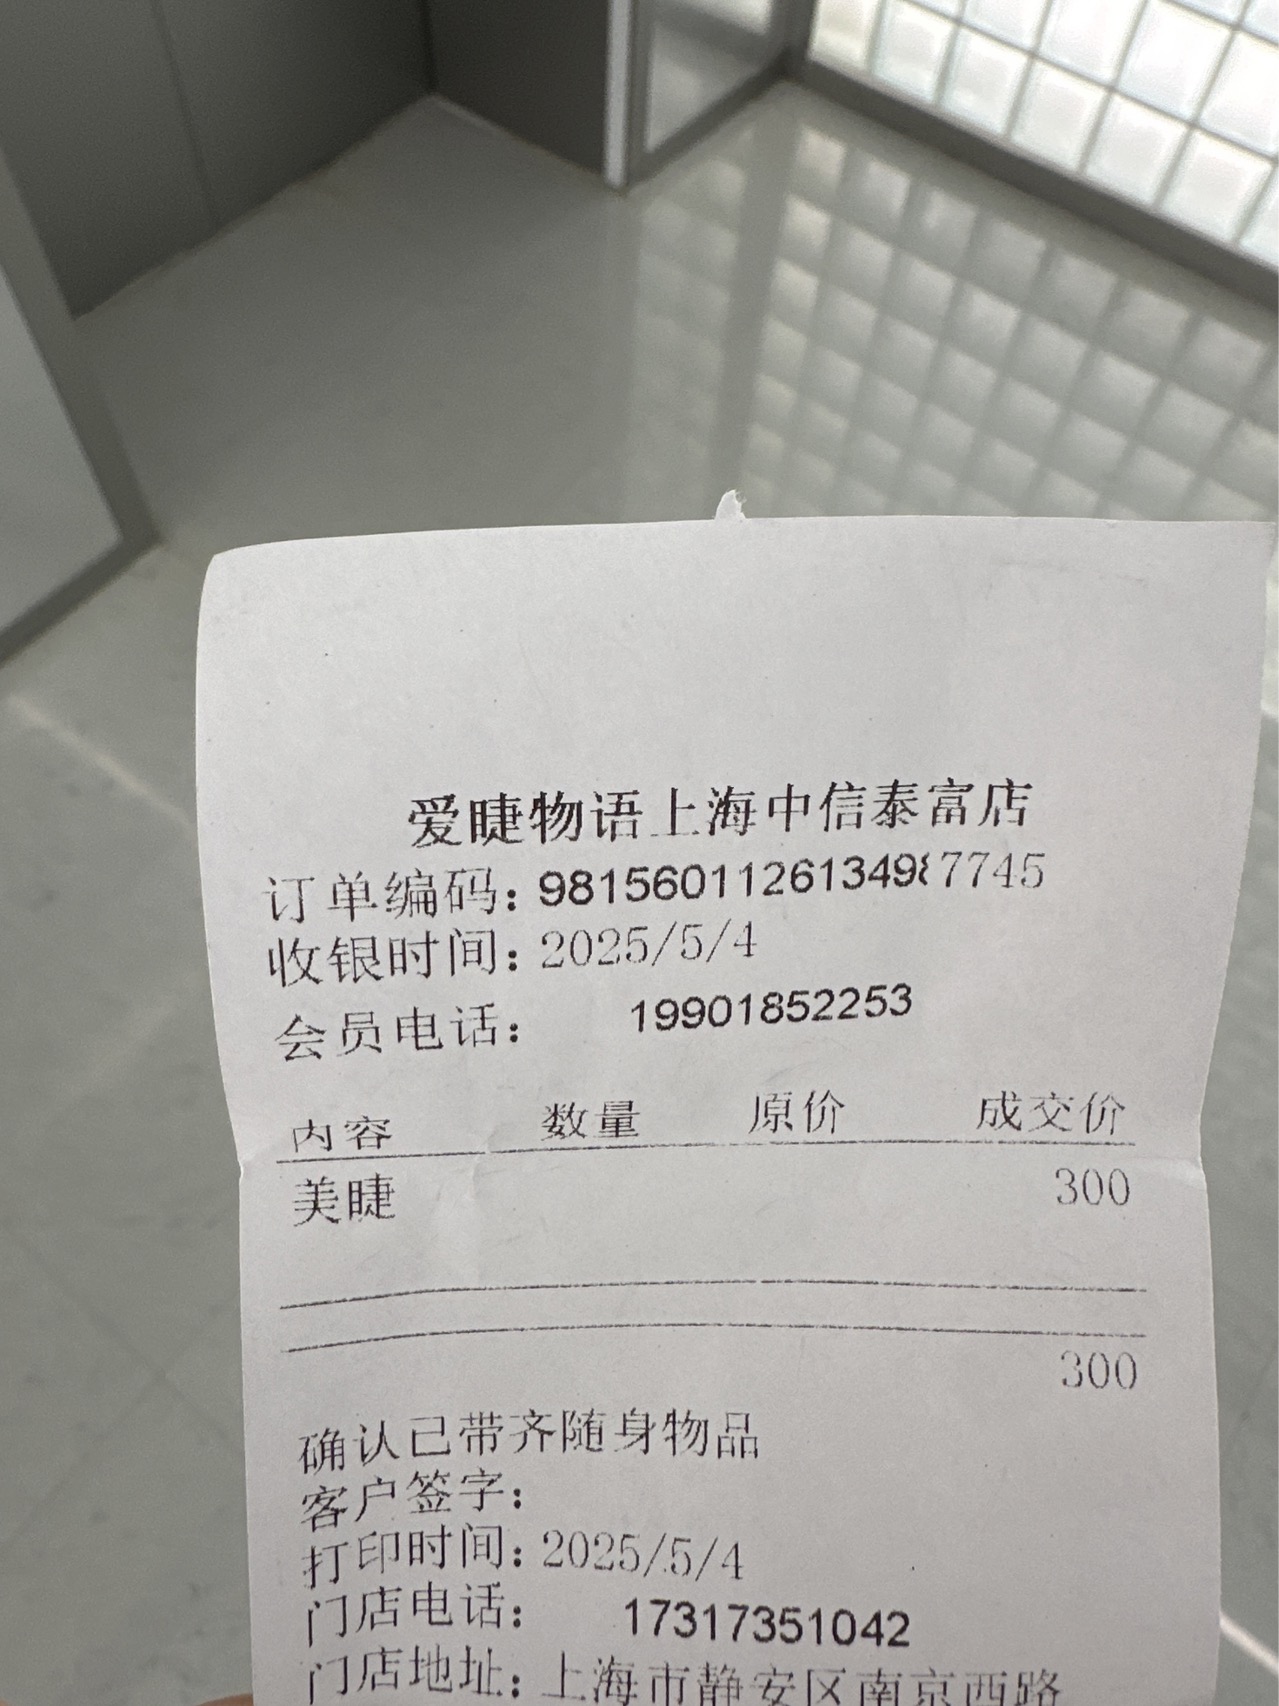 爱睫物语上海中信泰富店
订单编码：98156011261349 7745
收银时间：2025/5/4
会员电话： 19901852253
内容 数量 原价 成交价
美睫 300
300
确认已带齐随身物品
客户签字：
打印时间：2025/5/4
门店电话： 17317351042
门店地址：上海市静安区南京西路